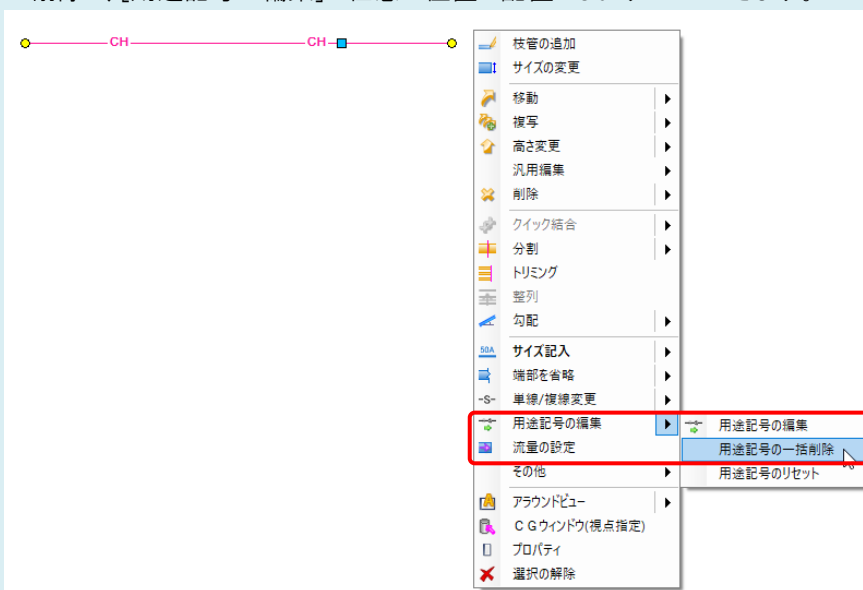 CH CH
枝管の追加
サイズの変更
移動
複写
高さ変更
汎用編集
削除
クイック結合
分割
トリミング
整列
勾配
50A サイズ記入
端部を省略
-S- 単線/複線変更
用途記号の編集
用途記号の編集
流量の設定
用途記号の一括削除
その他
用途記号のリセット
アラウンドビュー
CGウィンドウ(視点指定)
プロパティ
選択の解除